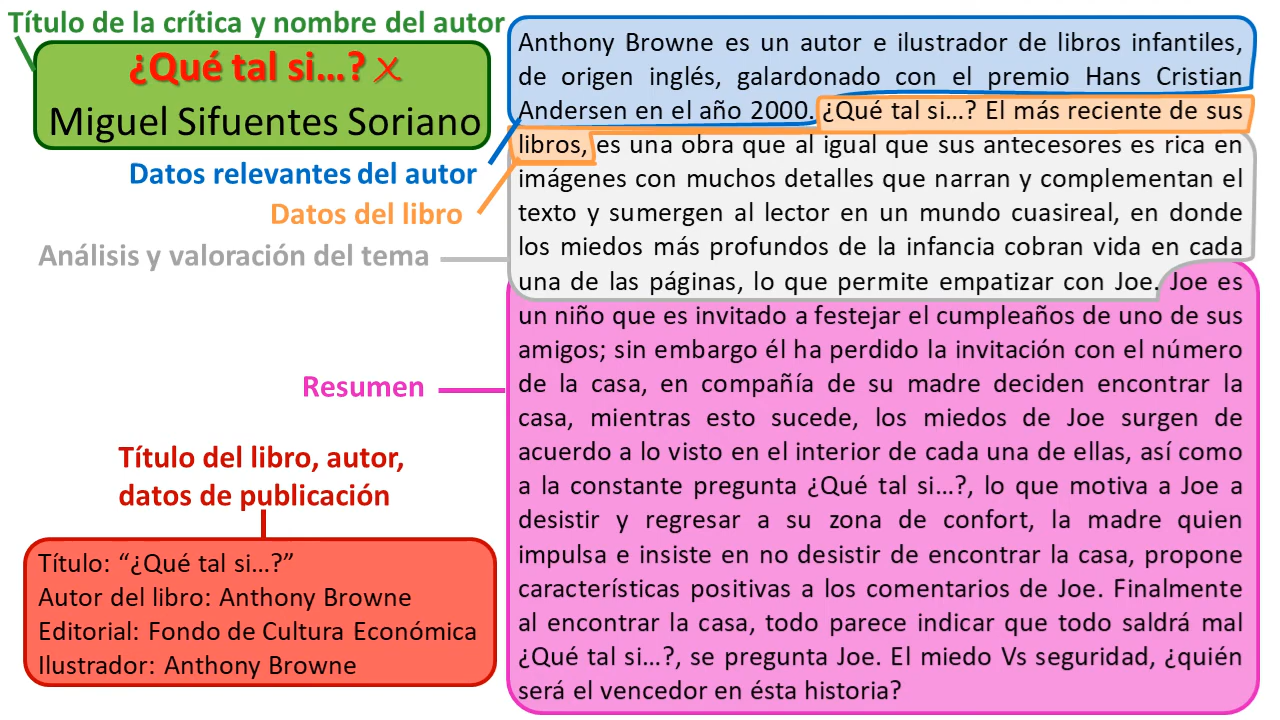 Título de la crítica y nombre del autor
¿Qué tal si…? X
Miguel Sifuentes Soriano
Datos relevantes del autor
Datos del libro
Análisis y valoración del tema
Resumen
Título del libro, autor,
datos de publicación
Título: “¿Qué tal si…?”
Autor del libro: Anthony Browne
Editorial: Fondo de Cultura Económica
Ilustrador: Anthony Browne
Anthony Browne es un autor e ilustrador de libros infantiles,
de origen inglés, galardonado con el premio Hans Cristian
Andersen en el año 2000. ¿Qué tal si…? El más reciente de sus
libros, es una obra que al igual que sus antecesores es rica en
imágenes con muchos detalles que narran y complementan el
texto y sumergen al lector en un mundo cuasireal, en donde
los miedos más profundos de la infancia cobran vida en cada
una de las páginas, lo que permite empatizar con Joe. Joe es
un niño que es invitado a festejar el cumpleaños de uno de sus
amigos; sin embargo él ha perdido la invitación con el número
de la casa, en compañía de su madre deciden encontrar la
casa, mientras esto sucede, los miedos de Joe surgen de
acuerdo a lo visto en el interior de cada una de ellas, así como
a la constante pregunta ¿Qué tal si…?, lo que motiva a Joe a
desistir y regresar a su zona de confort, la madre quien
impulsa e insiste en no desistir de encontrar la casa, propone
características positivas a los comentarios de Joe. Finalmente
al encontrar la casa, todo parece indicar que todo saldrá mal
¿Qué tal si…?, se pregunta Joe. El miedo Vs seguridad, ¿quién
será el vencedor en ésta historia?